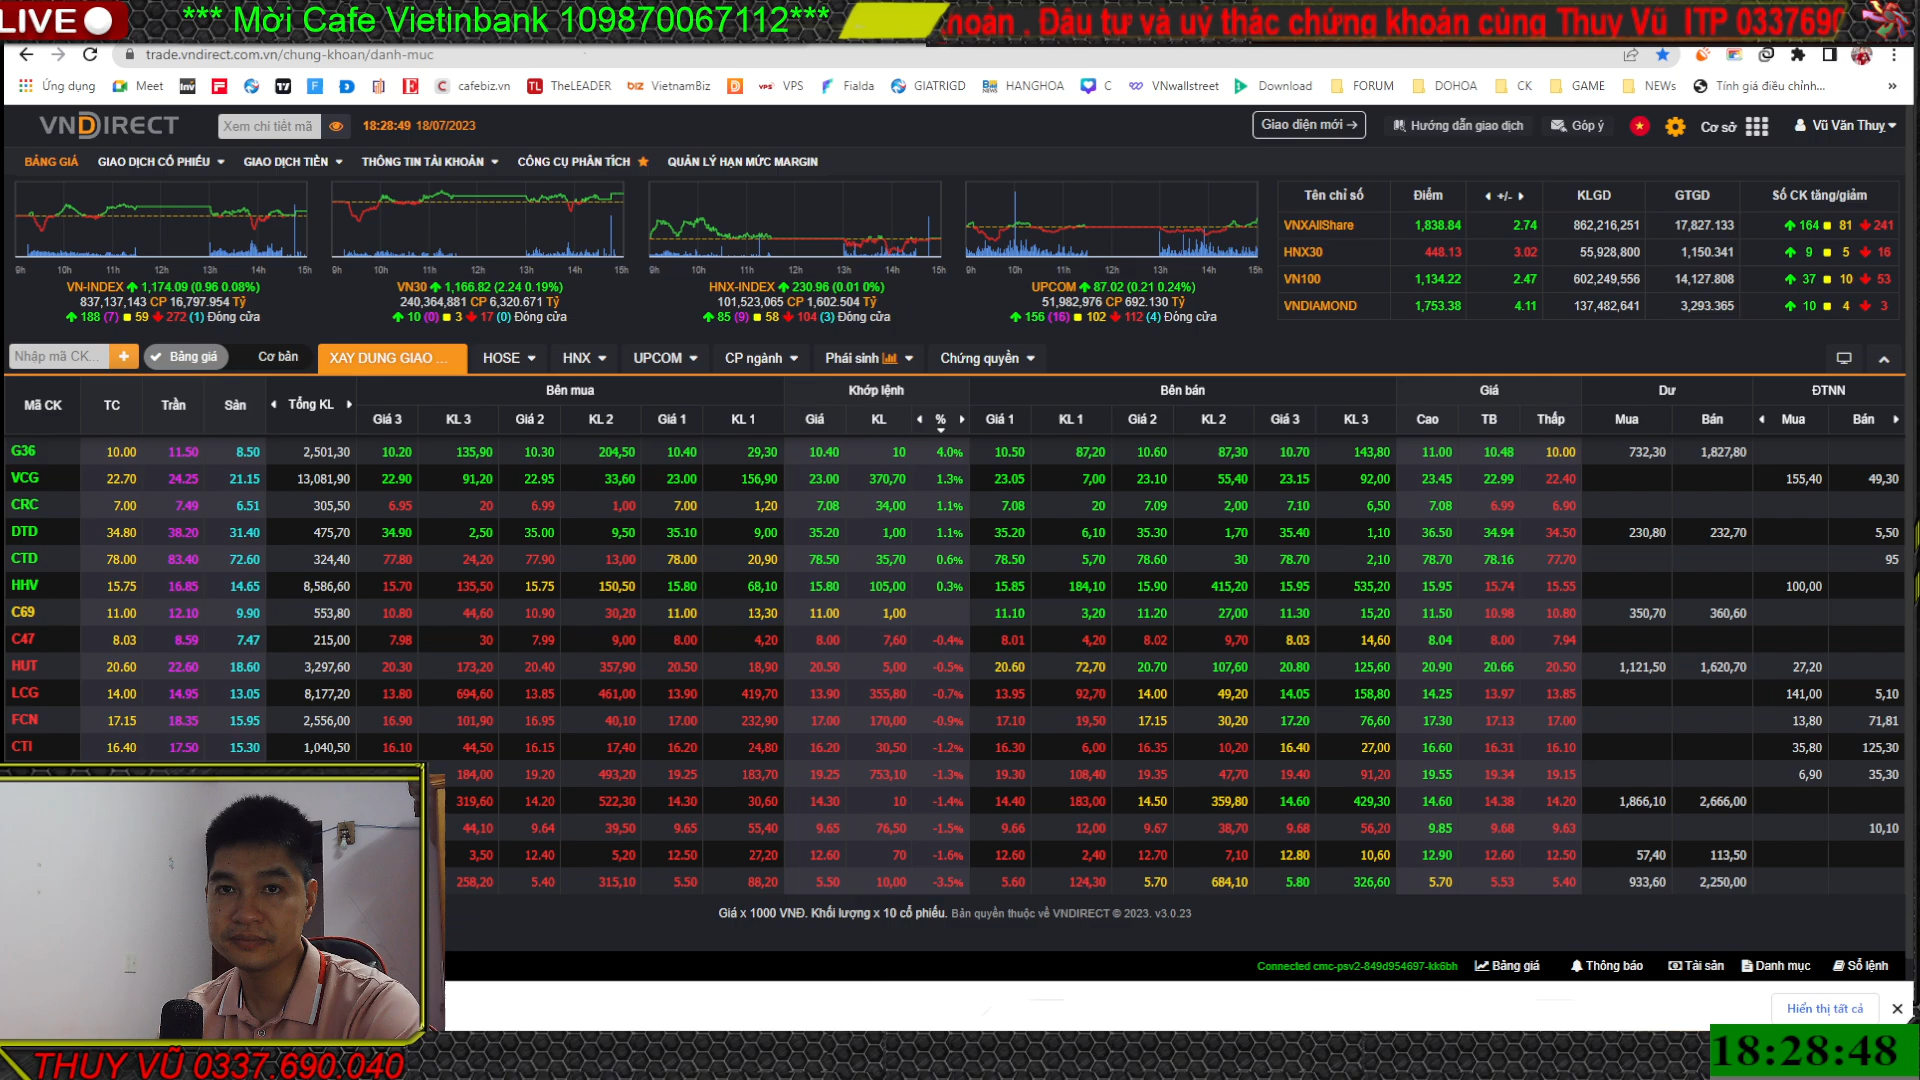 LIVE
*** Mời Cafe Vietinbank 109870067112***
hoán . Đầu tư và uỷ thác chứng khoán cùng Thuy Vũ ITP 033769
trade.vndirect.com.vn/chung-khoan/danh-muc
Ứng dụng Meet cafebiz.vn TheLEADER VietnamBiz VPS Fialda GIATRIGD HANGHOA C VNwallstreet Download FORUM DOHOA CK GAME NEWs Tính giá điều chỉnh... »
VNDIRECT Xem chi tiết mã 18:28:49 18/07/2023 Giao diện mới → Hướng dẫn giao dịch Góp ý Cơ sở Vũ Văn Thuy
BẢNG GIÁ GIAO DỊCH CỔ PHIẾU GIAO DỊCH TIỀN THÔNG TIN TÀI KHOẢN CÔNG CỤ PHÂN TÍCH QUẢN LÝ HẠN MỨC MARGIN
9h 10h 11h 12h 13h 14h 15h 9h 10h 11h 12h 13h 14h 15h 9h 10h 11h 12h 13h 14h 15h 9h 10h 11h 12h 13h 14h 15h
VN-INDEX 1,174.09 (0.96 0.08%)
837,137,143 CP 16,797.954 Tỷ
188 (7) 59 272 (1) Đóng cửa
VN30 1,166.82 (2.24 0.19%)
240,364,881 CP 6,320.671 Tỷ
10 (0) 3 17 (0) Đóng cửa
HNX-INDEX 230.96 (0.01 0%)
101,523,065 CP 1,602.504 Tỷ
85 (9) 58 104 (3) Đóng cửa
UPCOM 87.02 (0.21 0.24%)
51,982,976 CP 692.130 Tỷ
156 (16) 102 112 (4) Đóng cửa
Tên chỉ số Điểm +/- KLGD GTGD Số CK tăng/giảm
VNXAllShare 1,838.84 2.74 862,216,251 17,827.133 164 81 241
HNX30 448.13 3.02 55,928,800 1,150.341 9 5 16
VN100 1,134.22 2.47 602,249,556 14,127.808 37 10 53
VNDIAMOND 1,753.38 4.11 137,482,641 3,293.365 10 4 3
Nhập mã CK... + Bảng giá Cơ bản XAY DUNG GIAO ... HOSE HNX UPCOM CP ngành Phái sinh Chứng quyền
Mã CK TC Trần Sàn Tổng KL Bên mua Khớp lệnh Bên bán Giá Dư ĐTNN
Giá 3 KL 3 Giá 2 KL 2 Giá 1 KL 1 Giá KL % Giá 1 KL 1 Giá 2 KL 2 Giá 3 KL 3 Cao TB Thấp Mua Bán Mua Bán
G36 10.00 11.50 8.50 2,501,30 10.20 135,90 10.30 204,50 10.40 29,30 10.40 10 4.0% 10.50 87,20 10.60 87,30 10.70 143,80 11.00 10.48 10.00 732,30 1,827,80
VCG 22.70 24.25 21.15 13,081,90 22.90 91,20 22.95 33,60 23.00 156,90 23.00 370,70 1.3% 23.05 7,00 23.10 55,40 23.15 92,00 23.45 22.99 22.40 155,40 49,30
CRC 7.00 7.49 6.51 305,50 6.95 20 6.99 1,00 7.00 1,20 7.08 34,00 1.1% 7.08 20 7.09 2,00 7.10 6,50 7.08 6.99 6.90
DTD 34.80 38.20 31.40 475,70 34.90 2,50 35.00 9,50 35.10 9,00 35.20 1,00 1.1% 35.20 6,10 35.30 1,70 35.40 1,10 36.50 34.94 34.50 230,80 232,70 5,50
CTD 78.00 83.40 72.60 324,40 77.80 24,20 77.90 13,00 78.00 20,90 78.50 35,70 0.6% 78.50 5,70 78.60 30 78.70 2,10 78.70 78.16 77.70 95
HHV 15.75 16.85 14.65 8,586,60 15.70 135,50 15.75 150,50 15.80 68,10 15.80 105,00 0.3% 15.85 184,10 15.90 415,20 15.95 535,20 15.95 15.74 15.55 100,00
C69 11.00 12.10 9.90 553,80 10.80 44,60 10.90 30,20 11.00 13,30 11.00 1,00 11.10 3,20 11.20 27,00 11.30 15,20 11.50 10.98 10.80 350,70 360,60
C47 8.03 8.59 7.47 215,00 7.98 30 7.99 9,00 8.00 4,20 8.00 7,60 -0.4% 8.01 4,20 8.02 9,70 8.03 14,60 8.04 8.00 7.94
HUT 20.60 22.60 18.60 3,297,60 20.30 173,20 20.40 357,90 20.50 18,90 20.50 5,00 -0.5% 20.60 72,70 20.70 107,60 20.80 125,60 20.90 20.66 20.50 1,121,50 1,620,70 27,20
LCG 14.00 14.95 13.05 8,177,20 13.80 694,60 13.85 461,00 13.90 419,70 13.90 355,80 -0.7% 13.95 92,70 14.00 49,20 14.05 158,80 14.25 13.97 13.85 141,00 5,10
FCN 17.15 18.35 15.95 2,556,00 16.90 101,90 16.95 40,10 17.00 232,90 17.00 170,00 -0.9% 17.10 19,50 17.15 30,20 17.20 76,60 17.30 17.13 17.00 13,80 71,81
CTI 16.40 17.50 15.30 1,040,50 16.10 44,50 16.15 17,40 16.20 24,80 16.20 30,50 -1.2% 16.30 6,00 16.35 10,20 16.40 27,00 16.60 16.31 16.10 35,80 125,30
184,00 19.20 493,20 19.25 183,70 19.25 753,10 -1.3% 19.30 108,40 19.35 47,70 19.40 91,20 19.55 19.34 19.15 6,90 35,30
319,60 14.20 522,30 14.30 30,60 14.30 10 -1.4% 14.40 183,00 14.50 359,80 14.60 429,30 14.60 14.38 14.20 1,866,10 2,666,00
44,10 9.64 39,50 9.65 55,40 9.65 76,50 -1.5% 9.66 12,00 9.67 38,70 9.68 56,20 9.85 9.68 9.63 10,10
3,50 12.40 5,20 12.50 27,20 12.60 70 -1.6% 12.60 2,40 12.70 7,10 12.80 10,60 12.90 12.60 12.50 57,40 113,50
258,20 5.40 315,10 5.50 88,20 5.50 10,00 -3.5% 5.60 124,30 5.70 684,10 5.80 326,60 5.70 5.53 5.40 933,60 2,250,00
Giá x 1000 VNĐ. Khối lượng x 10 cổ phiếu. Bản quyền thuộc về VNDIRECT © 2023. v3.0.23
Connected cmc-psv2-849d954697-kk6bh Bảng giá Thông báo Tài sản Danh mục Sổ lệnh
Hiển thị tất cả
THUY VŨ 0337.690.040
18:28:48